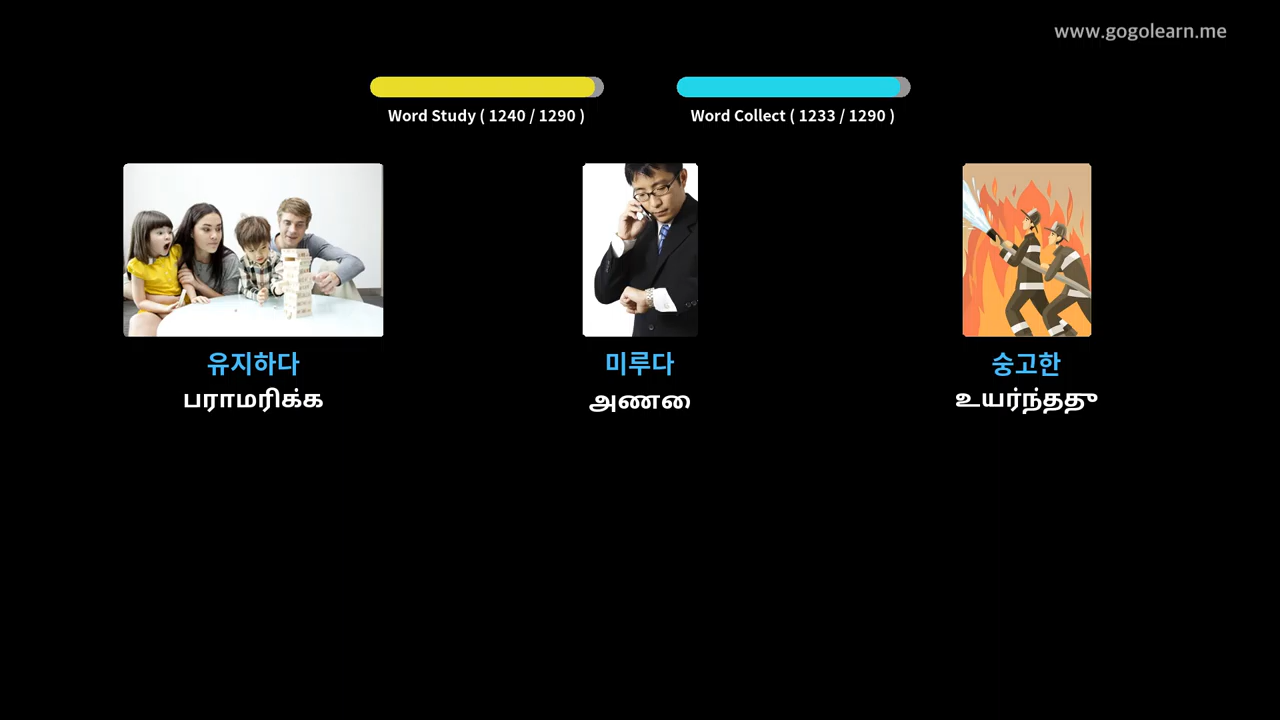 www.gogolearn.me
Word Study ( 1240 / 1290 )
Word Collect ( 1233 / 1290 )
유지하다
미루다
숭고한
பராமரிக்க
அணை
உயர்ந்தது